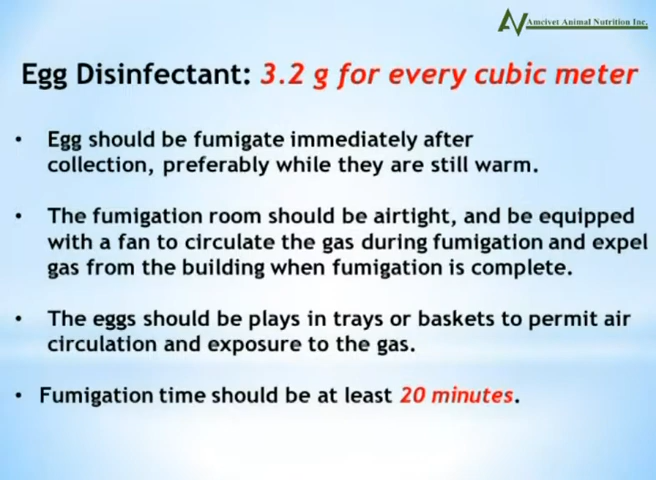 Amcivet Animal Nutrition Inc.
Egg Disinfectant: 3.2 g for every cubic meter
• Egg should be fumigate immediately after
collection, preferably while they are still warm.
• The fumigation room should be airtight, and be equipped
with a fan to circulate the gas during fumigation and expel
gas from the building when fumigation is complete.
• The eggs should be plays in trays or baskets to permit air
circulation and exposure to the gas.
• Fumigation time should be at least 20 minutes.